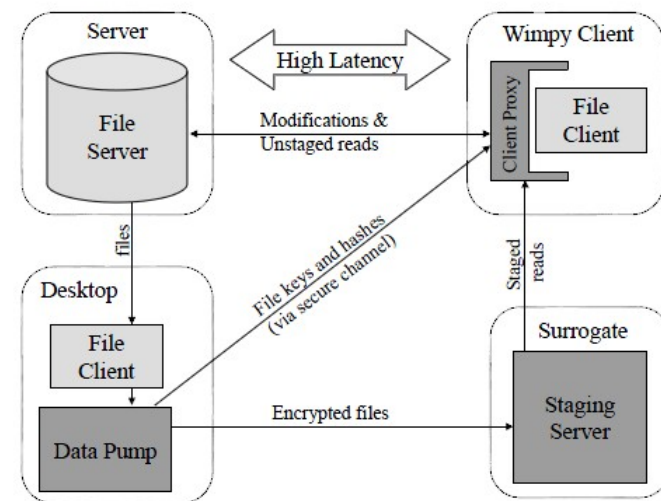 Server
Wimpy Client
High Latency
File
Server
Client Proxy
File
Client
Modifications &
Unstaged reads
files
File keys and hashes
(via secure channel)
Staged
reads
Desktop
File
Client
Data Pump
Encrypted files
Surrogate
Staging
Server